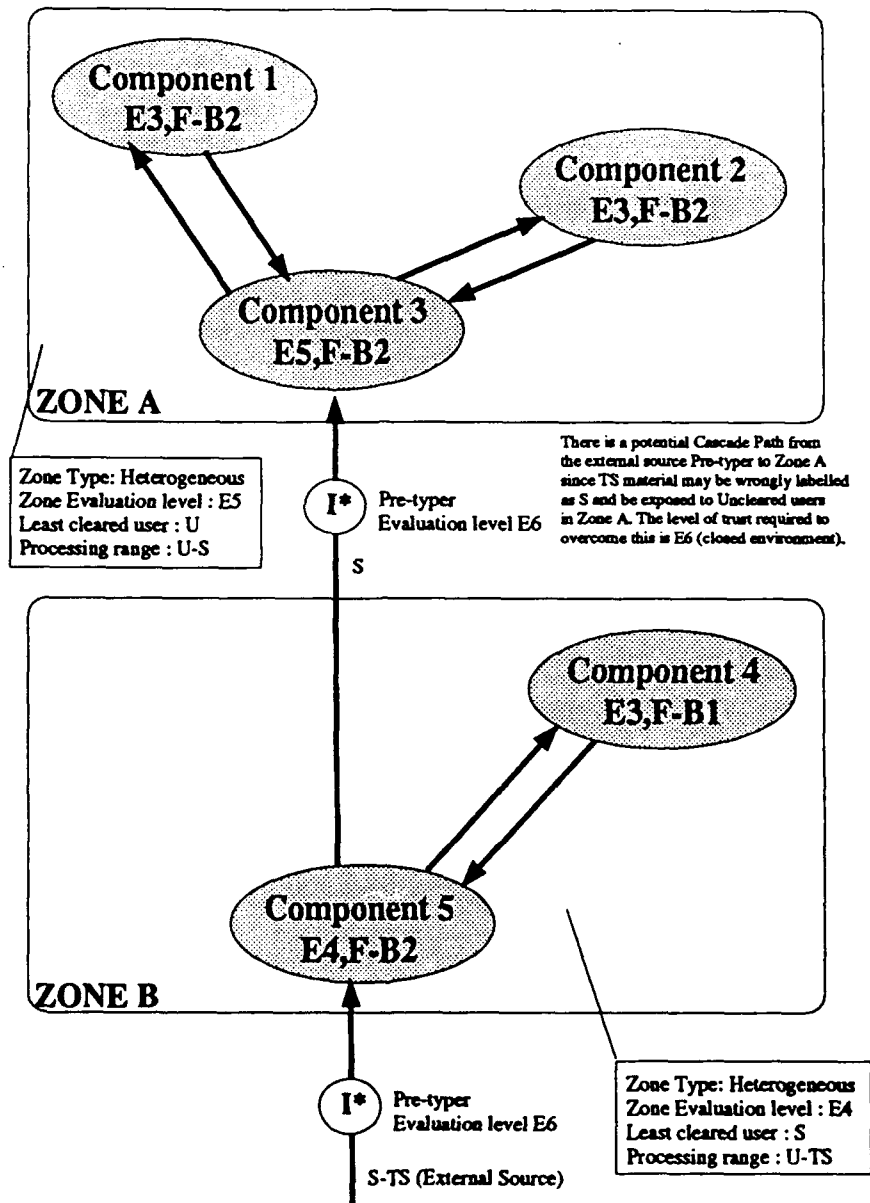 Component 1
E3,F-B2
Component 2
E3,F-B2
Component 3
E5,F-B2
ZONE A
Zone Type: Heterogeneous
Zone Evaluation level : E5
Least cleared user : U
Processing range : U-S
There is a potential Cascade Path from
the external source Pre-typer to Zone A
since TS material may be wrongly labelled
as S and be exposed to Uncleared users
in Zone A. The level of trust required to
overcome this is E6 (closed environment).
I*
Pre-typer
Evaluation level E6
S
Component 4
E3,F-B1
Component 5
E4,F-B2
ZONE B
Zone Type: Heterogeneous
Zone Evaluation level : E4
Least cleared user : S
Processing range : U-TS
I*
Pre-typer
Evaluation level E6
S-TS (External Source)